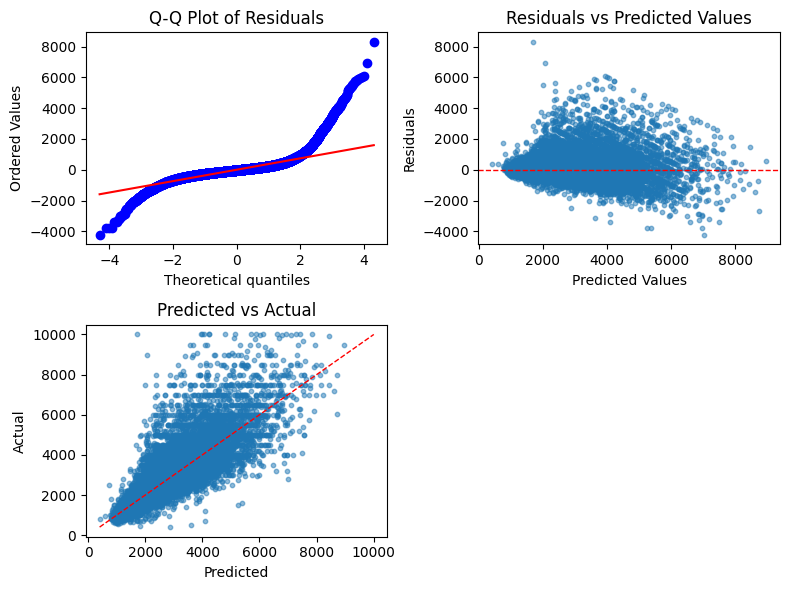 Q-Q Plot of Residuals
8000
6000
4000
2000
0
−2000
−4000
Ordered Values
−4 −2 0 2 4
Theoretical quantiles
Residuals vs Predicted Values
8000
6000
4000
2000
0
−2000
−4000
Residuals
0 2000 4000 6000 8000
Predicted Values
Predicted vs Actual
10000
8000
6000
4000
2000
0
Actual
0 2000 4000 6000 8000 10000
Predicted